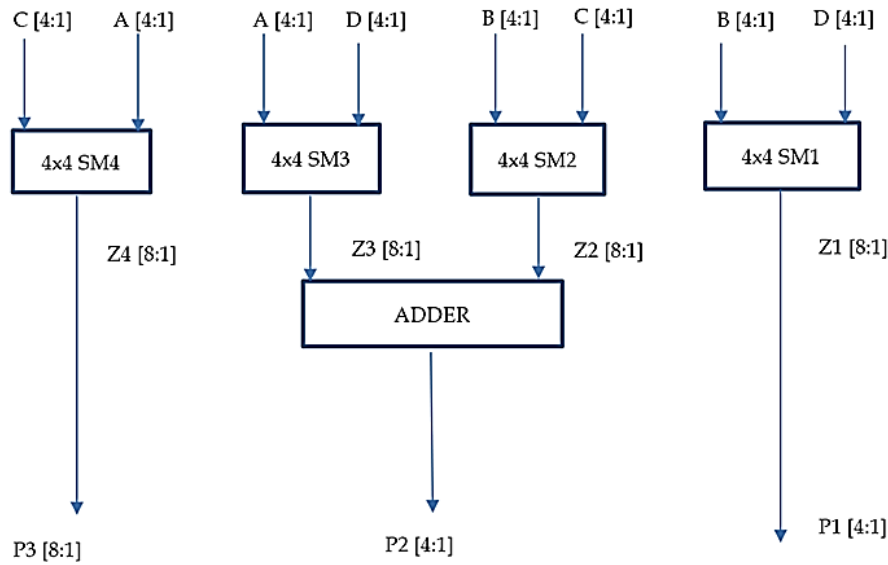 C [4:1] A [4:1] A [4:1] D [4:1] B [4:1] C [4:1] B [4:1] D [4:1]
4x4 SM4 4x4 SM3 4x4 SM2 4x4 SM1
Z4 [8:1] Z3 [8:1] Z2 [8:1] Z1 [8:1]
ADDER
P3 [8:1] P2 [4:1] P1 [4:1]